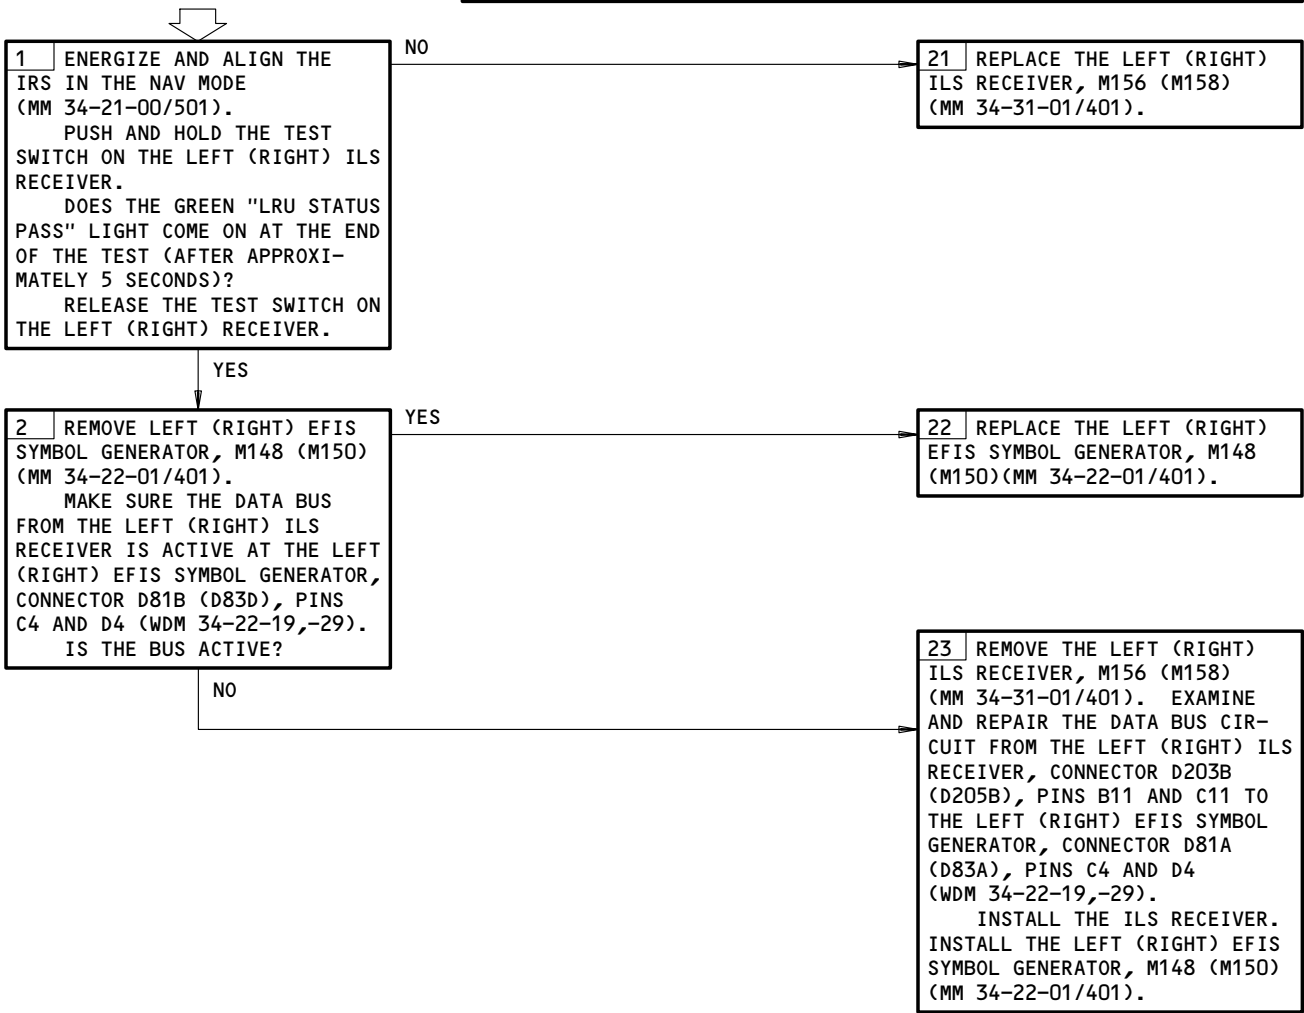 1 ENERGIZE AND ALIGN THE
IRS IN THE NAV MODE
(MM 34-21-00/501).
PUSH AND HOLD THE TEST
SWITCH ON THE LEFT (RIGHT) ILS
RECEIVER.
DOES THE GREEN "LRU STATUS
PASS" LIGHT COME ON AT THE END
OF THE TEST (AFTER APPROXI-
MATELY 5 SECONDS)?
RELEASE THE TEST SWITCH ON
THE LEFT (RIGHT) RECEIVER.
NO
21 REPLACE THE LEFT (RIGHT)
ILS RECEIVER, M156 (M158)
(MM 34-31-01/401).
YES
2 REMOVE LEFT (RIGHT) EFIS
SYMBOL GENERATOR, M148 (M150)
(MM 34-22-01/401).
MAKE SURE THE DATA BUS
FROM THE LEFT (RIGHT) ILS
RECEIVER IS ACTIVE AT THE LEFT
(RIGHT) EFIS SYMBOL GENERATOR,
CONNECTOR D81B (D83D), PINS
C4 AND D4 (WDM 34-22-19,-29).
IS THE BUS ACTIVE?
YES
22 REPLACE THE LEFT (RIGHT)
EFIS SYMBOL GENERATOR, M148
(M150)(MM 34-22-01/401).
NO
23 REMOVE THE LEFT (RIGHT)
ILS RECEIVER, M156 (M158)
(MM 34-31-01/401). EXAMINE
AND REPAIR THE DATA BUS CIR-
CUIT FROM THE LEFT (RIGHT) ILS
RECEIVER, CONNECTOR D203B
(D205B), PINS B11 AND C11 TO
THE LEFT (RIGHT) EFIS SYMBOL
GENERATOR, CONNECTOR D81A
(D83A), PINS C4 AND D4
(WDM 34-22-19,-29).
INSTALL THE ILS RECEIVER.
INSTALL THE LEFT (RIGHT) EFIS
SYMBOL GENERATOR, M148 (M150)
(MM 34-22-01/401).